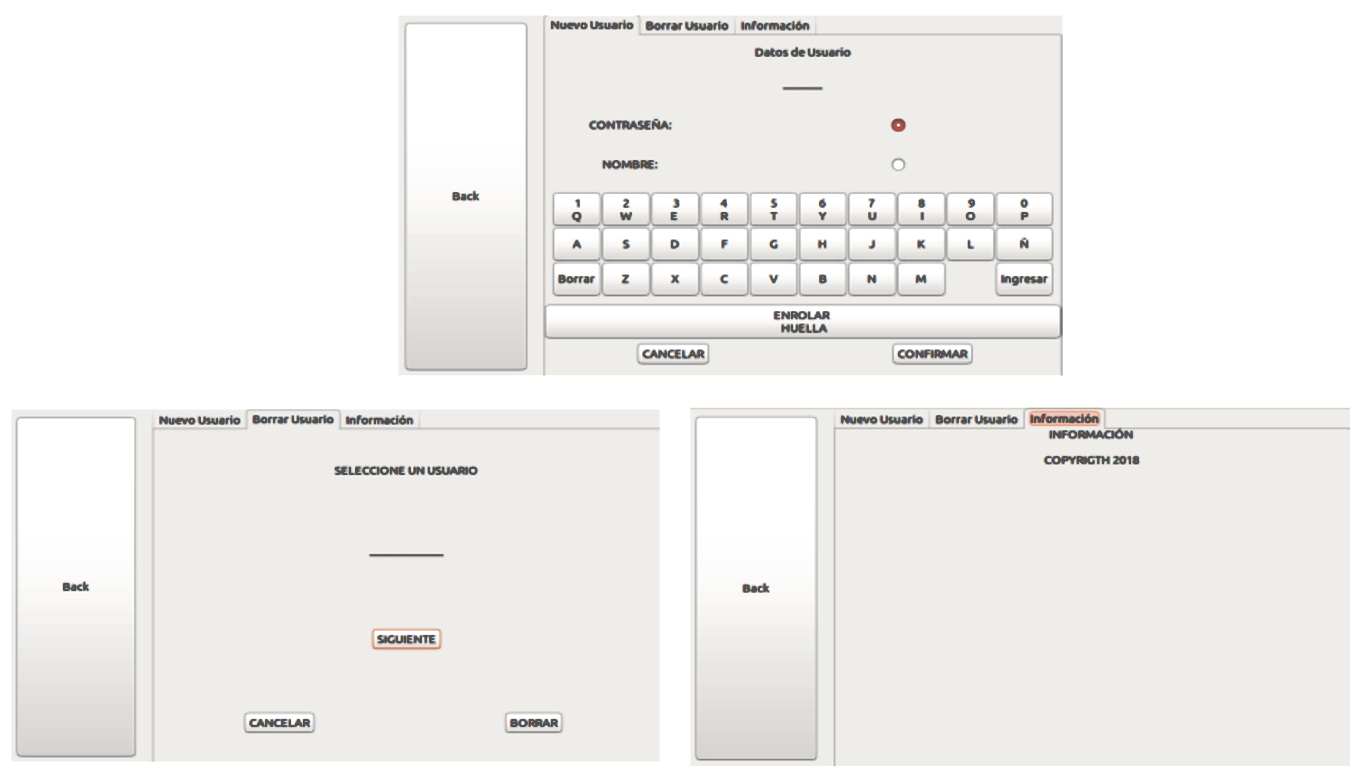 Nuevo Usuario Borrar Usuario Información
Datos de Usuario
CONTRASEÑA:
NOMBRE:
Back
1 2 3 4 5 6 7 8 9 0
Q W E R T Y U I O P
A S D F G H J K L Ñ
Borrar Z X C V B N M Ingresar
ENROLAR
HUELLA
CANCELAR CONFIRMAR
Nuevo Usuario Borrar Usuario Información
SELECCIONE UN USUARIO
Back
SIGUIENTE
CANCELAR BORRAR
Nuevo Usuario Borrar Usuario Información
INFORMACIÓN
COPYRIGTH 2018
Back